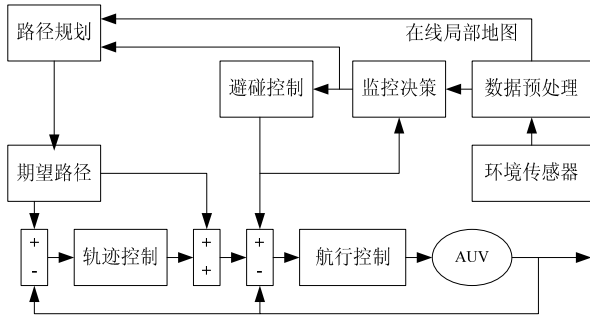 路径规划
在线局部地图
避碰控制
监控决策
数据预处理
期望路径
环境传感器
+
-
轨迹控制
+
+
+
-
航行控制
AUV